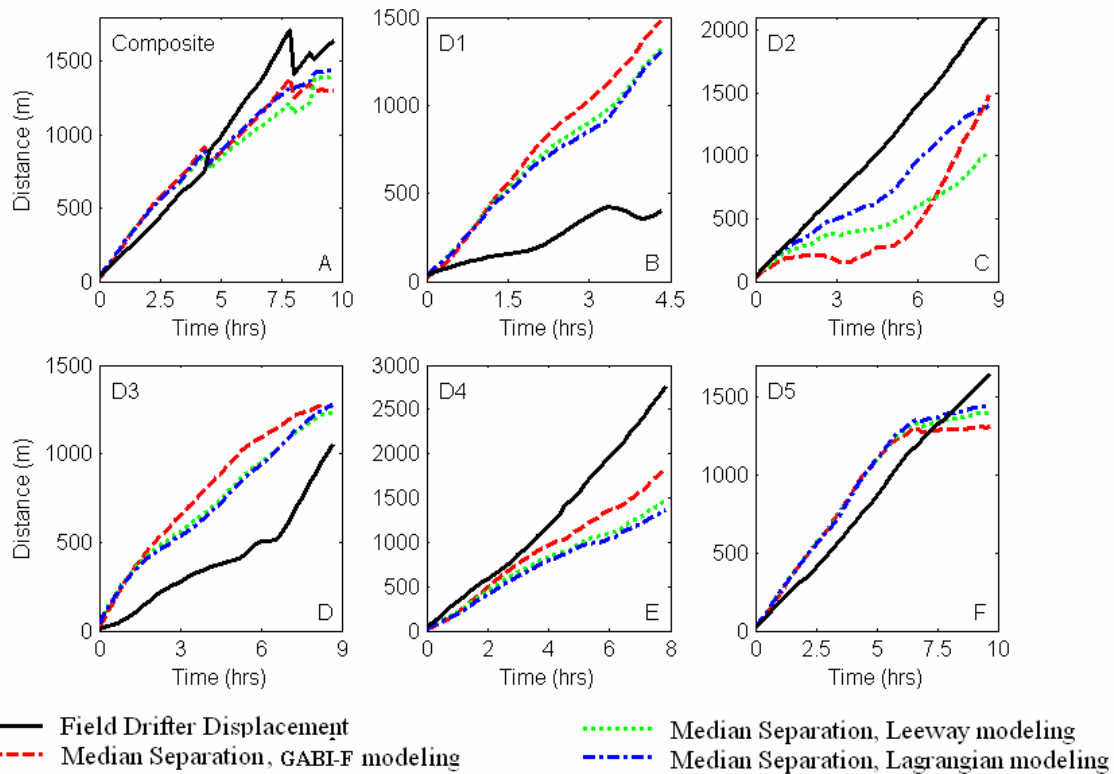 Composite
D1
D2
Distance (m)
1500
1000
500
0
0
2.5
5.0
7.5
10
A
Time (hrs)
1500
1000
500
0
0
1.5
3
4.5
B
Time (hrs)
2000
1500
1000
500
0
0
3
6
9
C
Time (hrs)
D3
D4
D5
Distance (m)
1500
1000
500
0
0
3
6
9
D
Time (hrs)
3000
2500
2000
1500
1000
500
0
0
2
4
6
8
E
Time (hrs)
1500
1000
500
0
0
2.5
5
7.5
10
F
Time (hrs)
Field Drifter Displacement
Median Separation, GABI-F modeling
Median Separation, Leeway modeling
Median Separation, Lagrangian modeling